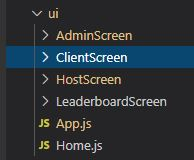 ui
AdminScreen
ClientScreen
HostScreen
LeaderboardScreen
JS App.js
JS Home.js